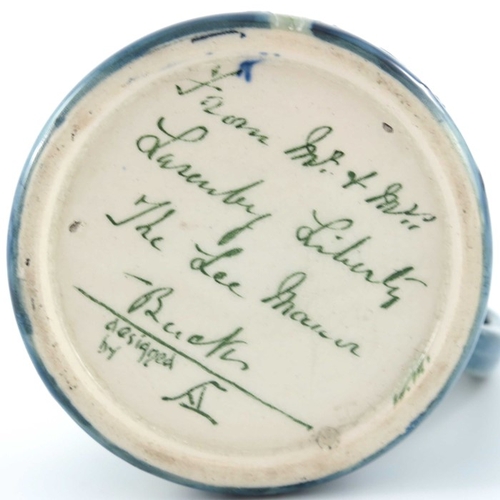 From Mr. & Mrs.
Lasenby Liberty
The Lee Manor
Bucks
designed
by